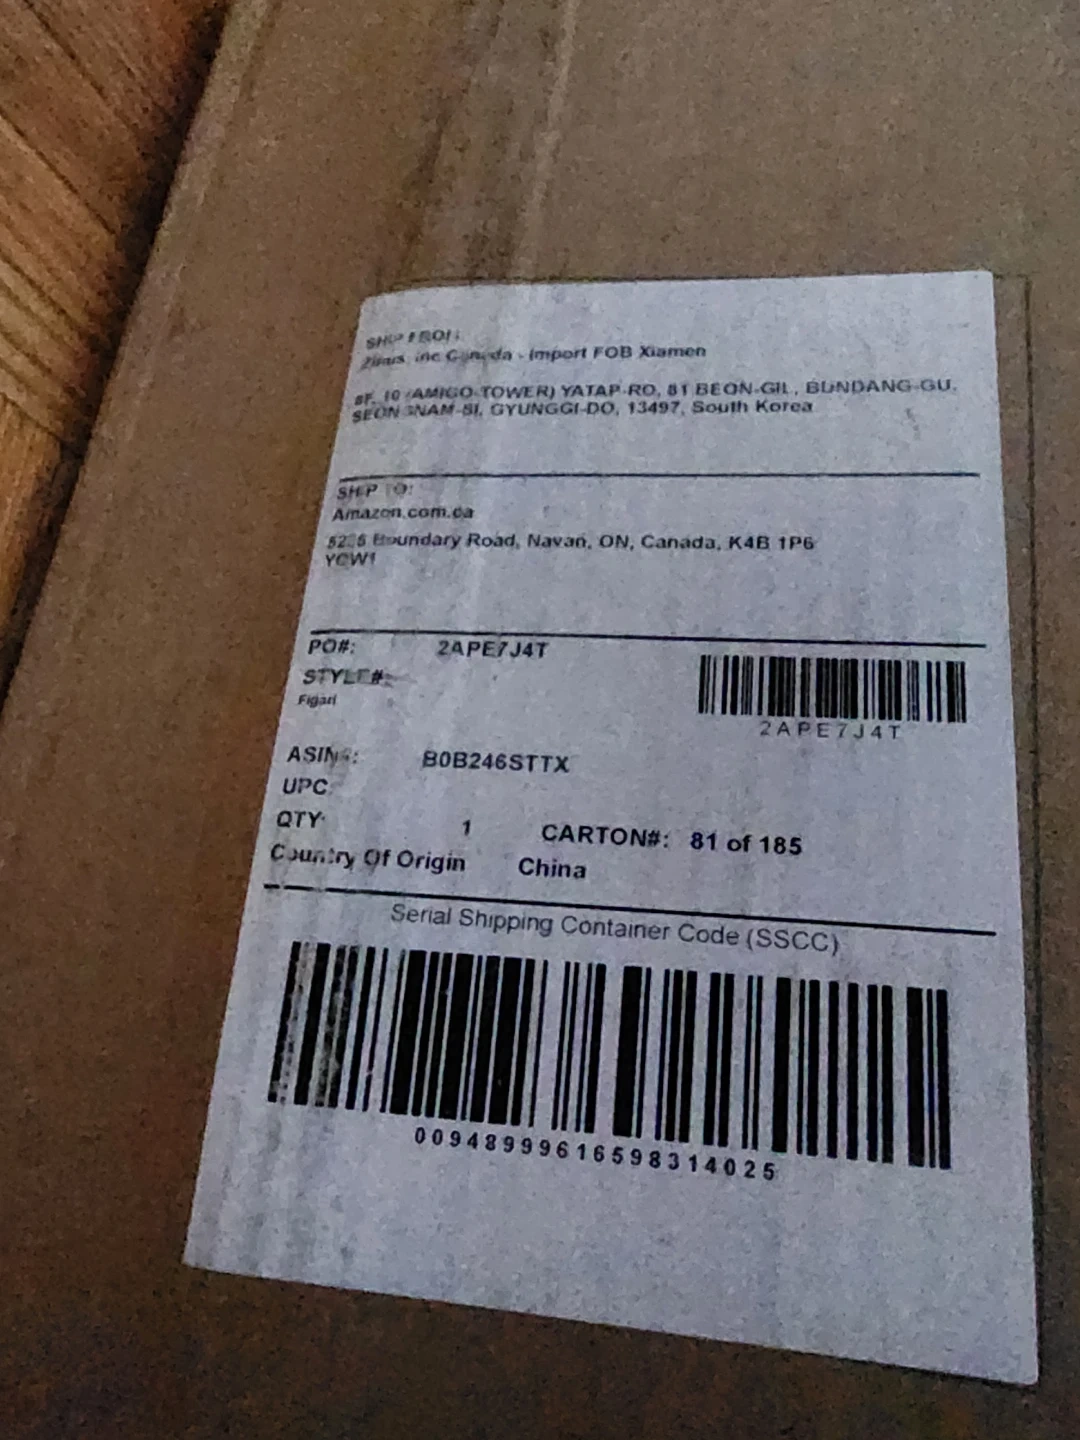 Inc Canada - Import FOB Xiamen
8F, 10 (AMIGO-TOWER) YATAP-RO, 81 BEON-GIL, BUNDANG-GU,
SEONGNAM-SI, GYUNGGI-DO, 13497, South Korea
SHIP TO:
Amazon.com.ca
Boundary Road, Navan, ON, Canada, K4B 1P6
YOW1
PO#: 2APE7J4T
STYLE#:
Figari
2APE7J4T
ASIN#: B0B246STTX
UPC:
QTY: 1 CARTON#: 81 of 185
Country Of Origin China
Serial Shipping Container Code (SSCC)
00948999616598314025